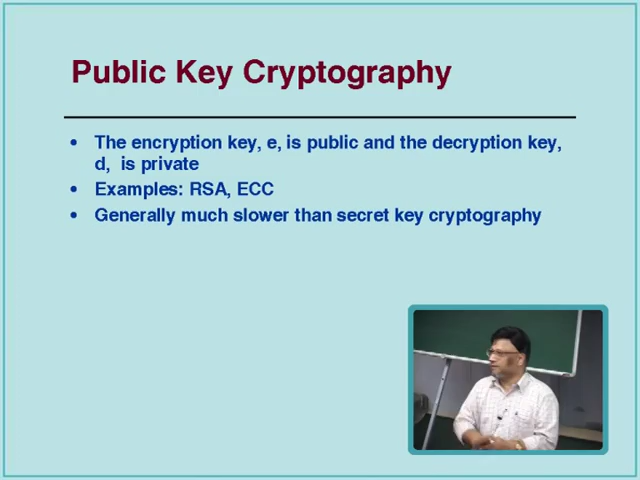 Public Key Cryptography
• The encryption key, e, is public and the decryption key,
d, is private
• Examples: RSA, ECC
• Generally much slower than secret key cryptography